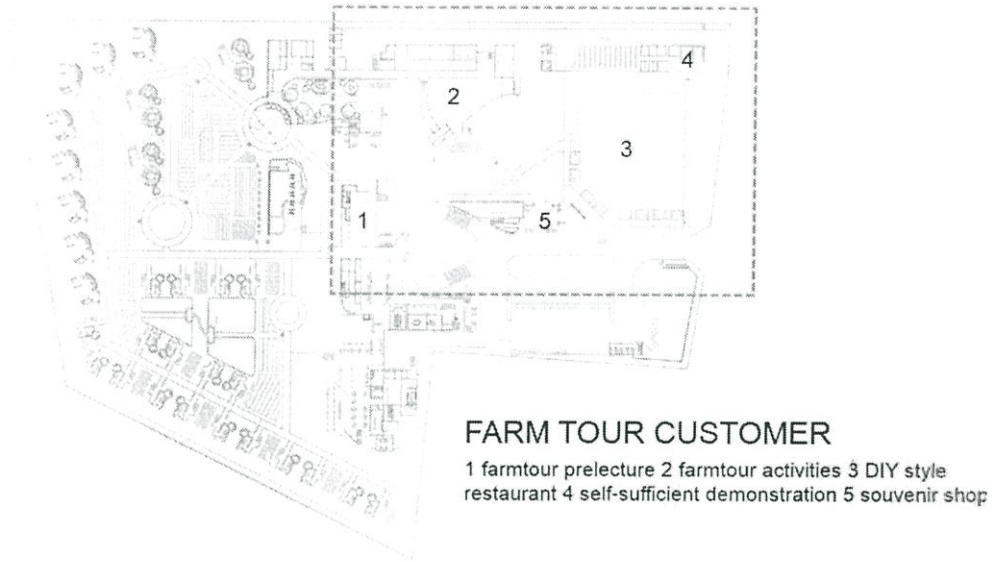 4
2
3
1
5
FARM TOUR CUSTOMER
1 farmtour prelecture 2 farmtour activities 3 DIY style
restaurant 4 self-sufficient demonstration 5 souvenir shop